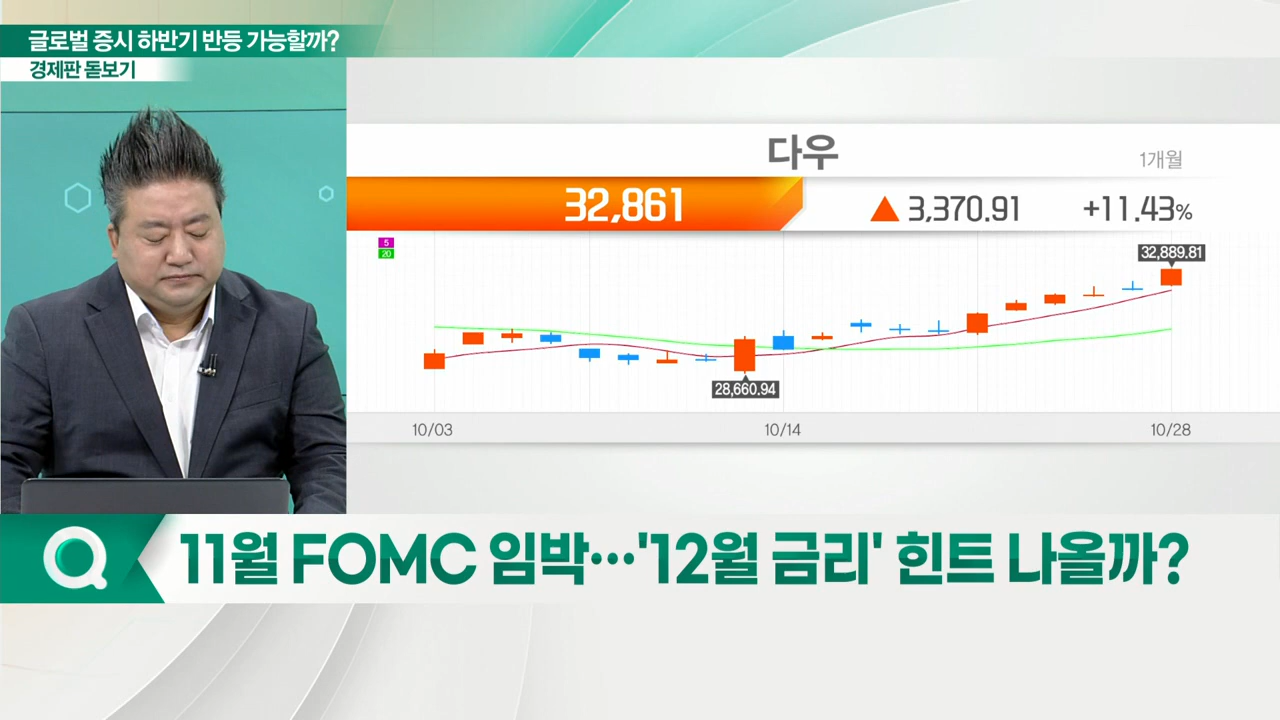 글로벌 증시 하반기 반등 가능할까?
경제판 돋보기
다우
1개월
32,861 ▲ 3,370.91 +11.43%
5
20
32,889.81
28,660.94
10/03 10/14 10/28
11월 FOMC 임박…'12월 금리' 힌트 나올까?